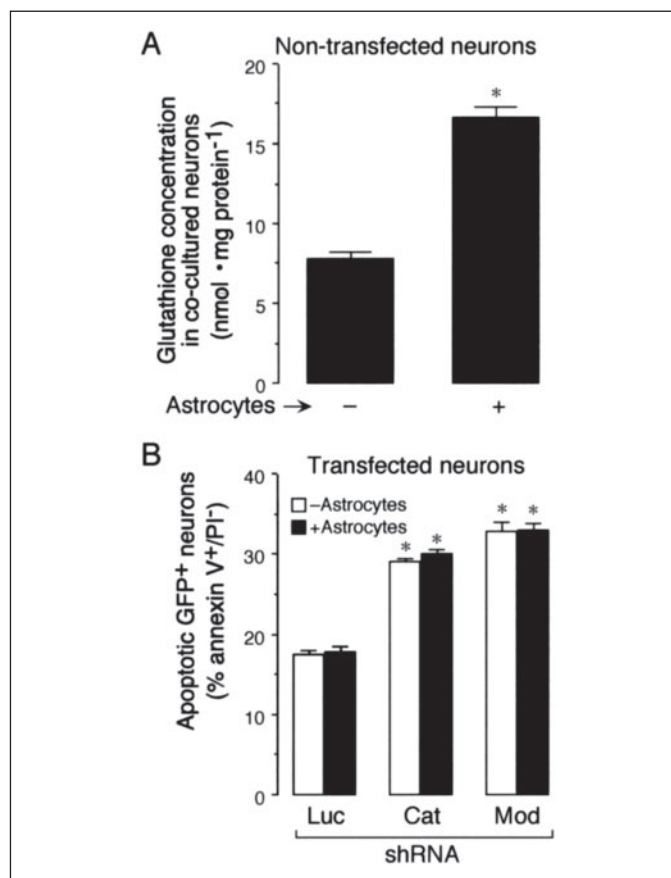 A
Non-transfected neurons
Glutathione concentration
in co-cultured neurons
(nmol • mg protein⁻¹)
20
15
10
5
0
*
Astrocytes → − +
B
Transfected neurons
Apoptotic GFP⁺ neurons
(% annexin V⁺/PI⁻)
40
30
20
10
0
−Astrocytes
+Astrocytes
* * * *
Luc Cat Mod
shRNA